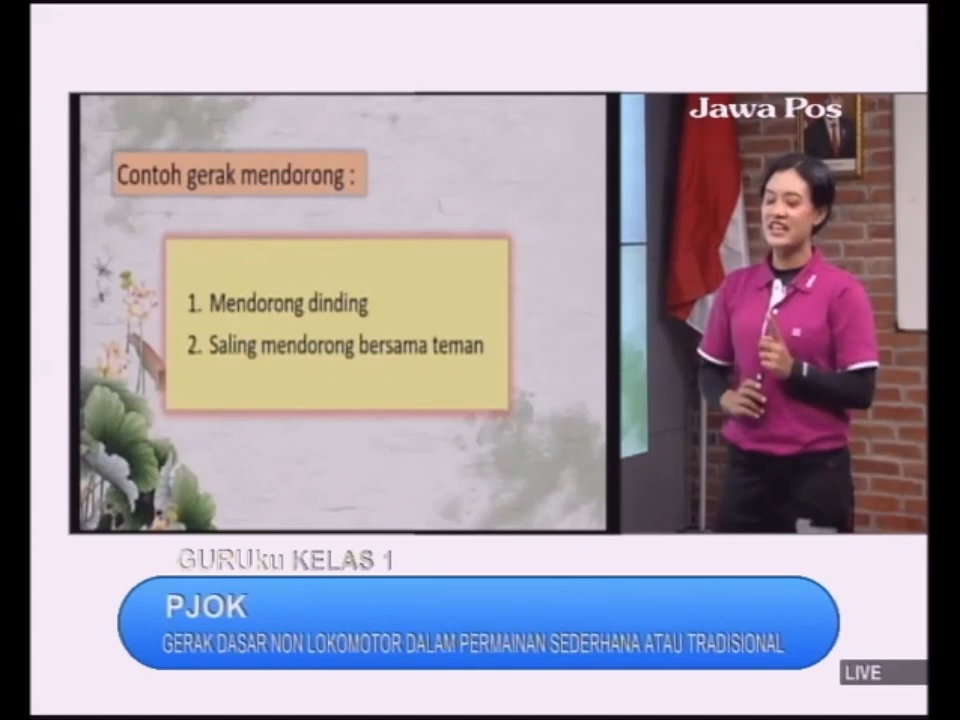 Jawa Pos
Contoh gerak mendorong :
1. Mendorong dinding
2. Saling mendorong bersama teman
GURUku KELAS 1
PJOK
GERAK DASAR NON LOKOMOTOR DALAM PERMAINAN SEDERHANA ATAU TRADISIONAL
LIVE